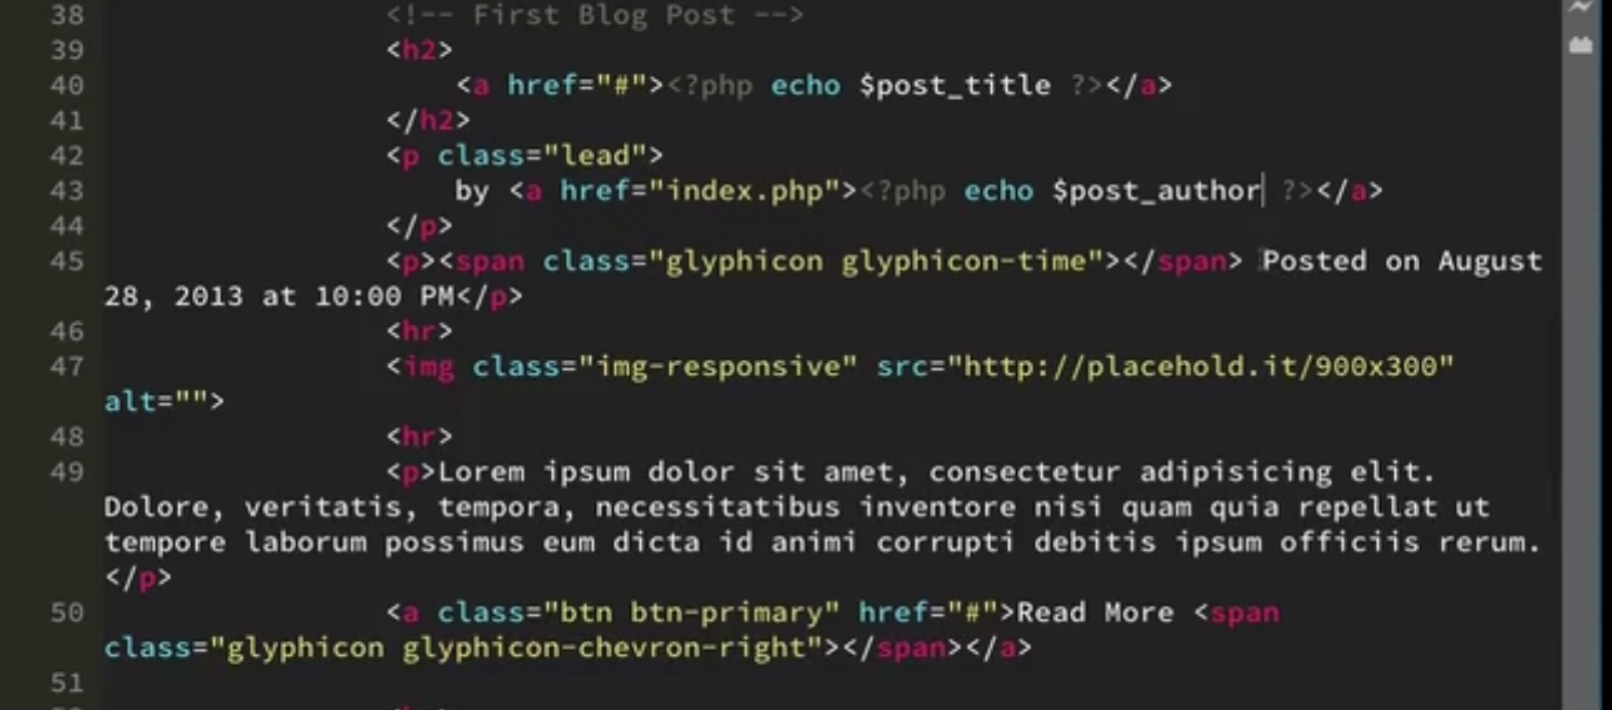 38 <!-- First Blog Post -->
39 <h2>
40 <a href="#"><?php echo $post_title ?></a>
41 </h2>
42 <p class="lead">
43 by <a href="index.php"><?php echo $post_author ?></a>
44 </p>
45 <p><span class="glyphicon glyphicon-time"></span> Posted on August
28, 2013 at 10:00 PM</p>
46 <hr>
47 <img class="img-responsive" src="http://placehold.it/900x300"
alt="">
48 <hr>
49 <p>Lorem ipsum dolor sit amet, consectetur adipisicing elit.
Dolore, veritatis, tempora, necessitatibus inventore nisi quam quia repellat ut
tempore laborum possimus eum dicta id animi corrupti debitis ipsum officiis rerum.
</p>
50 <a class="btn btn-primary" href="#">Read More <span
class="glyphicon glyphicon-chevron-right"></span></a>
51